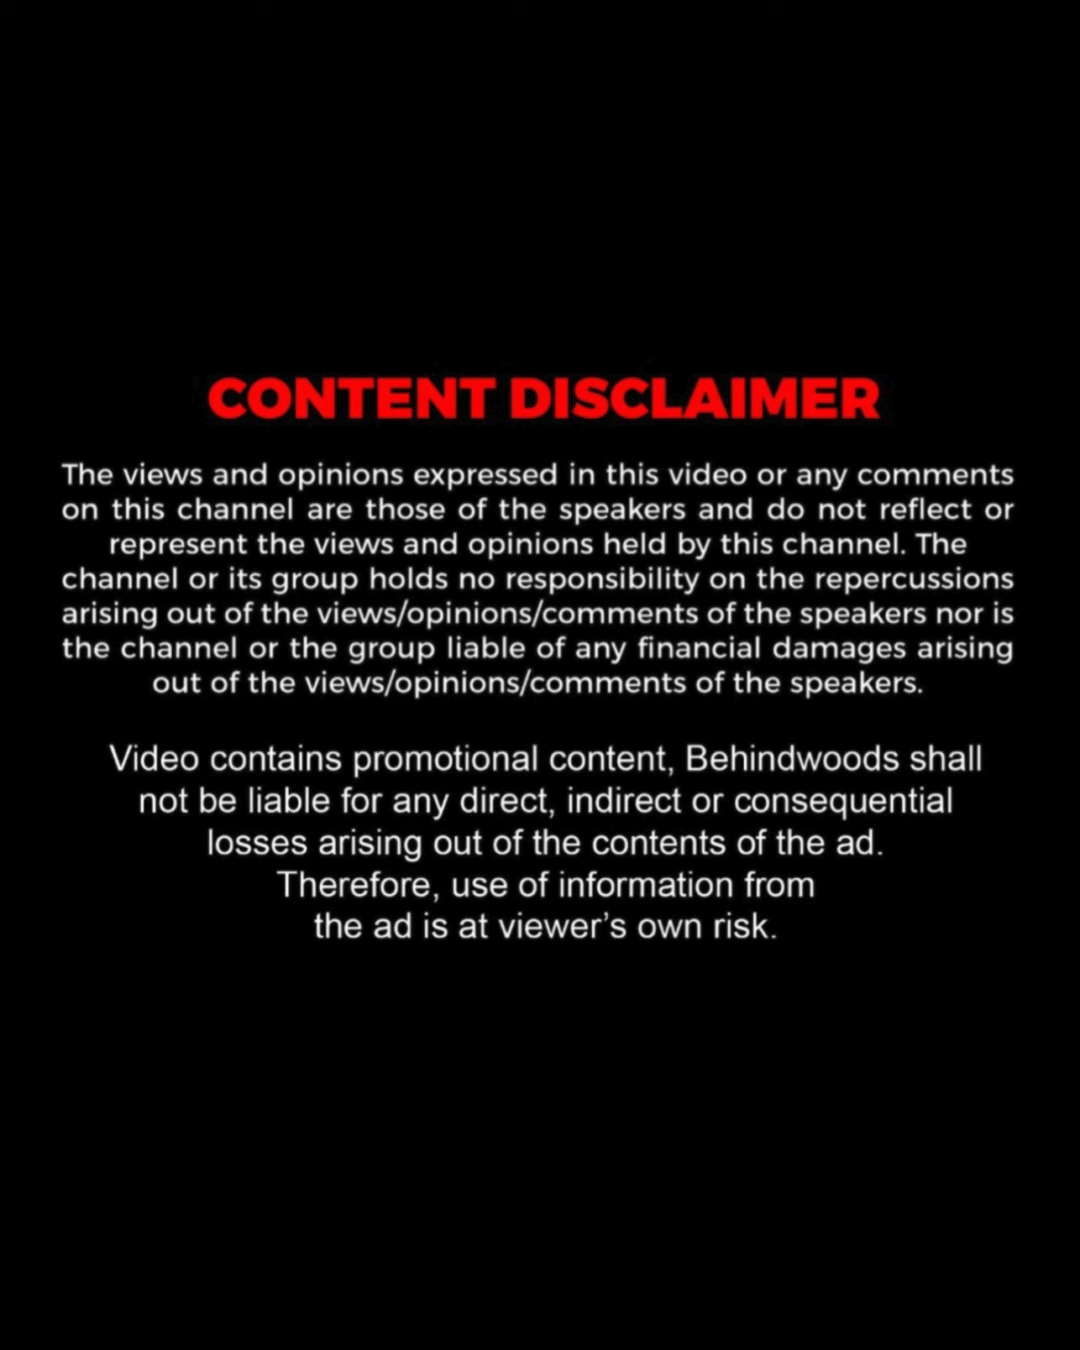 CONTENT DISCLAIMER
The views and opinions expressed in this video or any comments
on this channel are those of the speakers and do not reflect or
represent the views and opinions held by this channel. The
channel or its group holds no responsibility on the repercussions
arising out of the views/opinions/comments of the speakers nor is
the channel or the group liable of any financial damages arising
out of the views/opinions/comments of the speakers.
Video contains promotional content, Behindwoods shall
not be liable for any direct, indirect or consequential
losses arising out of the contents of the ad.
Therefore, use of information from
the ad is at viewer’s own risk.